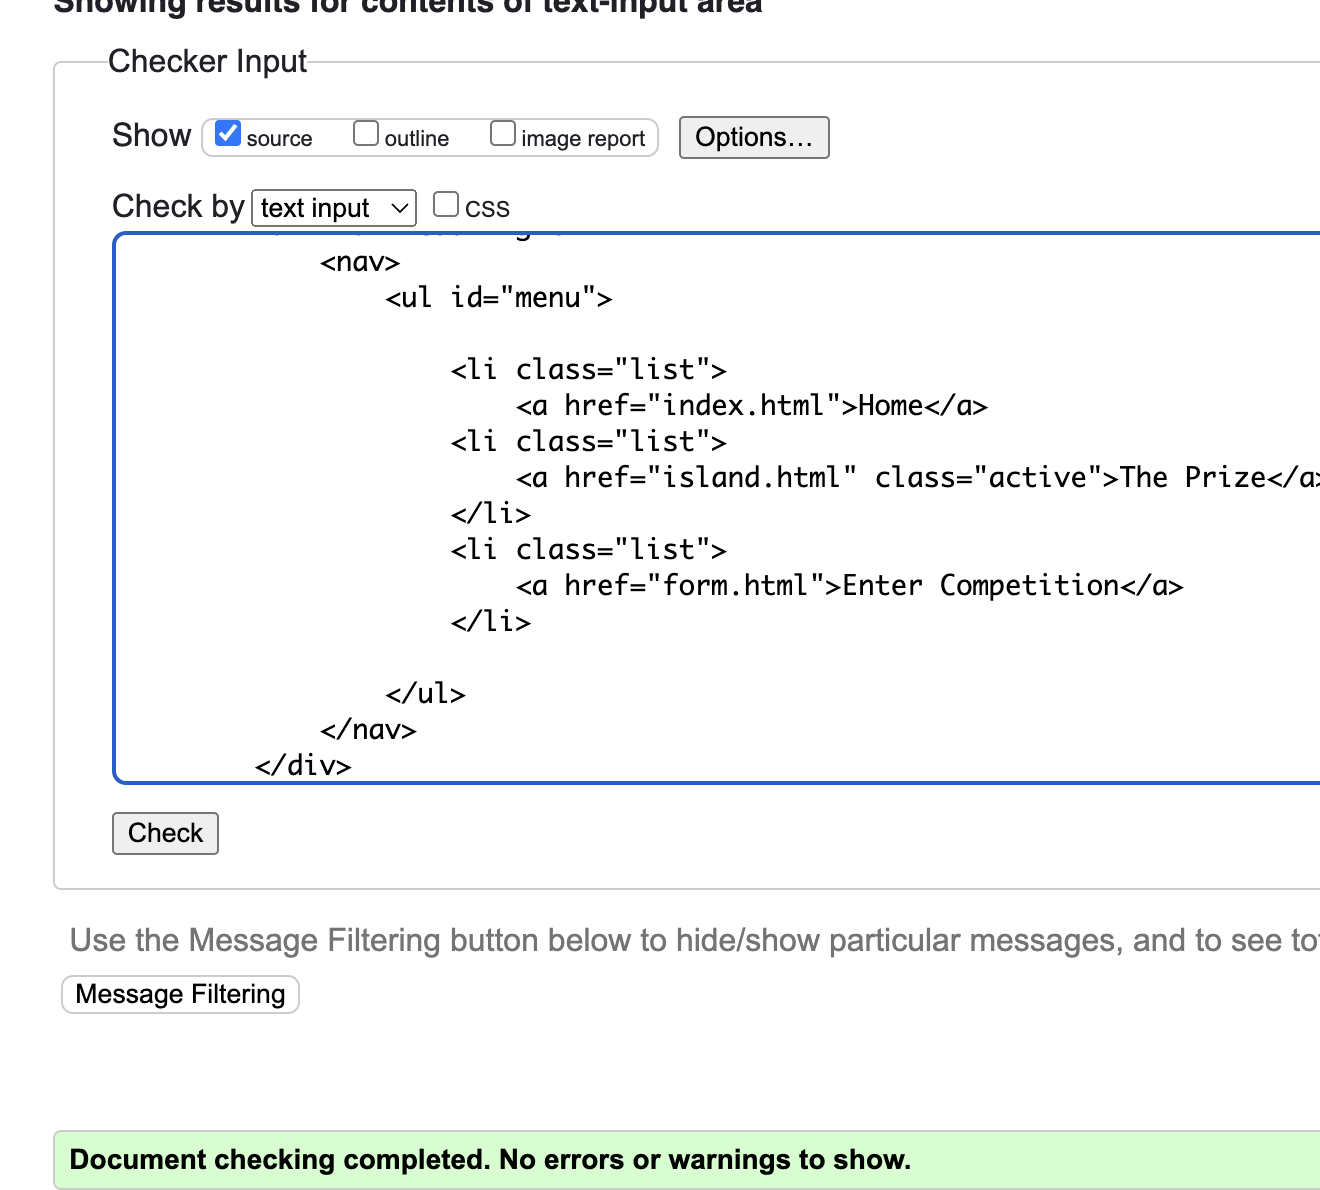 Showing results for contents of text-input area
Checker Input
Show source outline image report Options...
Check by text input CSS
<nav>
<ul id="menu">
<li class="list">
<a href="index.html">Home</a>
<li class="list">
<a href="island.html" class="active">The Prize</a>
</li>
<li class="list">
<a href="form.html">Enter Competition</a>
</li>
</ul>
</nav>
</div>
Check
Use the Message Filtering button below to hide/show particular messages, and to see
Message Filtering
Document checking completed. No errors or warnings to show.